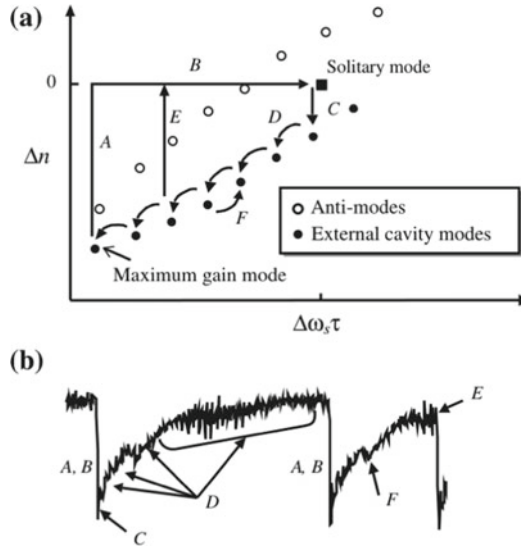 (a)
B
Solitary mode
0
A
E
D
C
Δn
F
Anti-modes
External cavity modes
Maximum gain mode
Δωₛτ
(b)
E
A, B
A, B
D
F
C